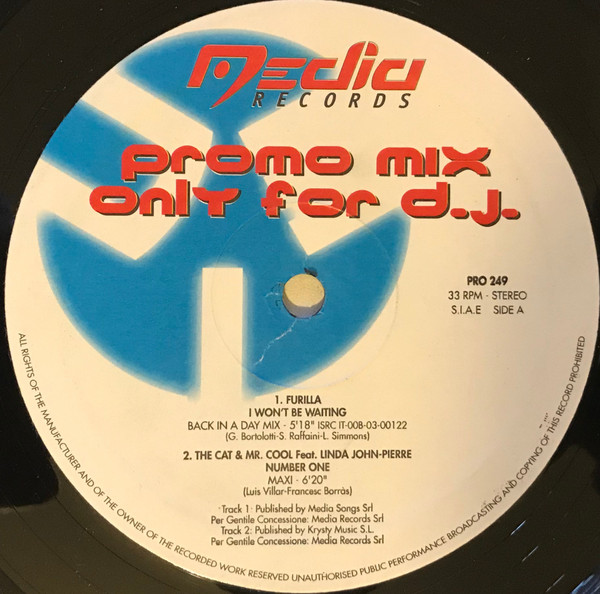 Media
RECORDS
promo mix
only for d.j.
PRO 249
33 RPM - STEREO
S.I.A.E SIDE A
1. FURILLA
I WON'T BE WAITING
BACK IN A DAY MIX - 5'18" ISRC IT-00B-03-00122
(G. Bortolotti-S. Raffaini-L. Simmons)
2. THE CAT & MR. COOL Feat. LINDA JOHN-PIERRE
NUMBER ONE
MAXI - 6'20"
(Luis Villar-Francesc Borràs)
Track 1: Published by Media Songs Srl
Per Gentile Concessione: Media Records Srl
Track 2: Published by Krysty Music S.L.
Per Gentile Concessione: Media Records Srl
ALL RIGHTS OF THE MANUFACTURER AND OF THE OWNER OF THE RECORDED WORK RESERVED UNAUTHORISED PUBLIC PERFORMANCE BROADCASTING AND COPYING OF THIS RECORD PROHIBITED